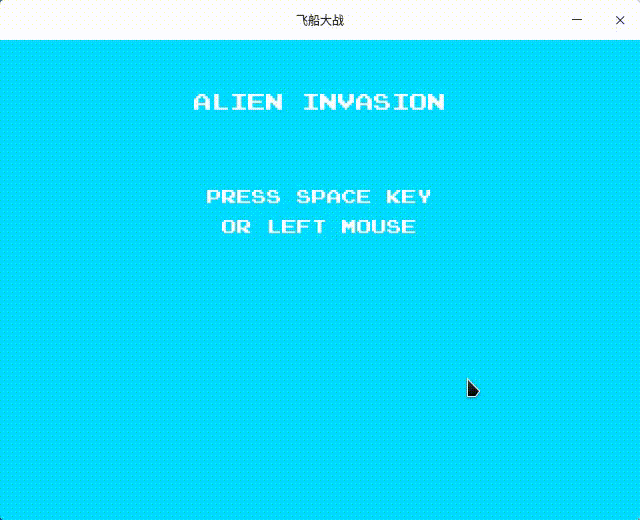 飞船大战
ALIEN INVASION
PRESS SPACE KEY
OR LEFT MOUSE